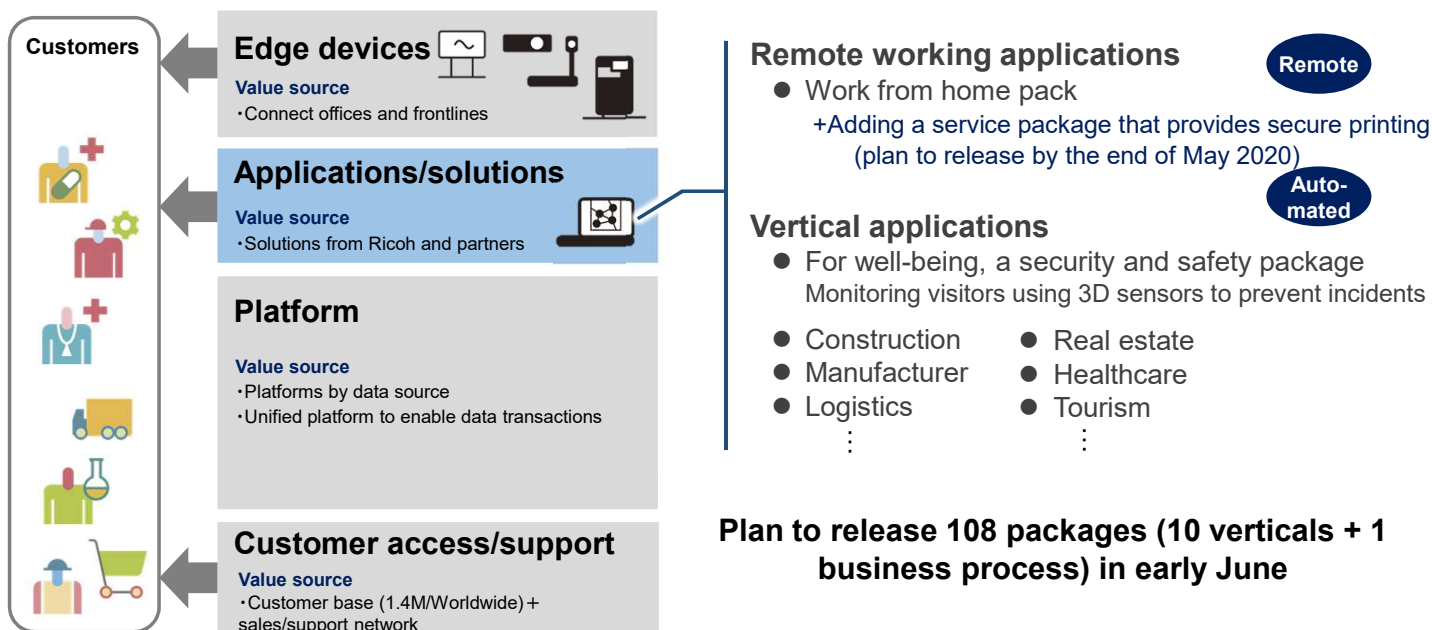 Customers
Edge devices
Value source
・Connect offices and frontlines
Applications/solutions
Value source
・Solutions from Ricoh and partners
Platform
Value source
・Platforms by data source
・Unified platform to enable data transactions
Customer access/support
Value source
・Customer base (1.4M/Worldwide)+
sales/support network
Remote working applications
Remote
● Work from home pack
+Adding a service package that provides secure printing
(plan to release by the end of May 2020)
Auto-
mated
Vertical applications
● For well-being, a security and safety package
Monitoring visitors using 3D sensors to prevent incidents
● Construction ● Real estate
● Manufacturer ● Healthcare
● Logistics ● Tourism
⋮ ⋮
Plan to release 108 packages (10 verticals + 1
business process) in early June